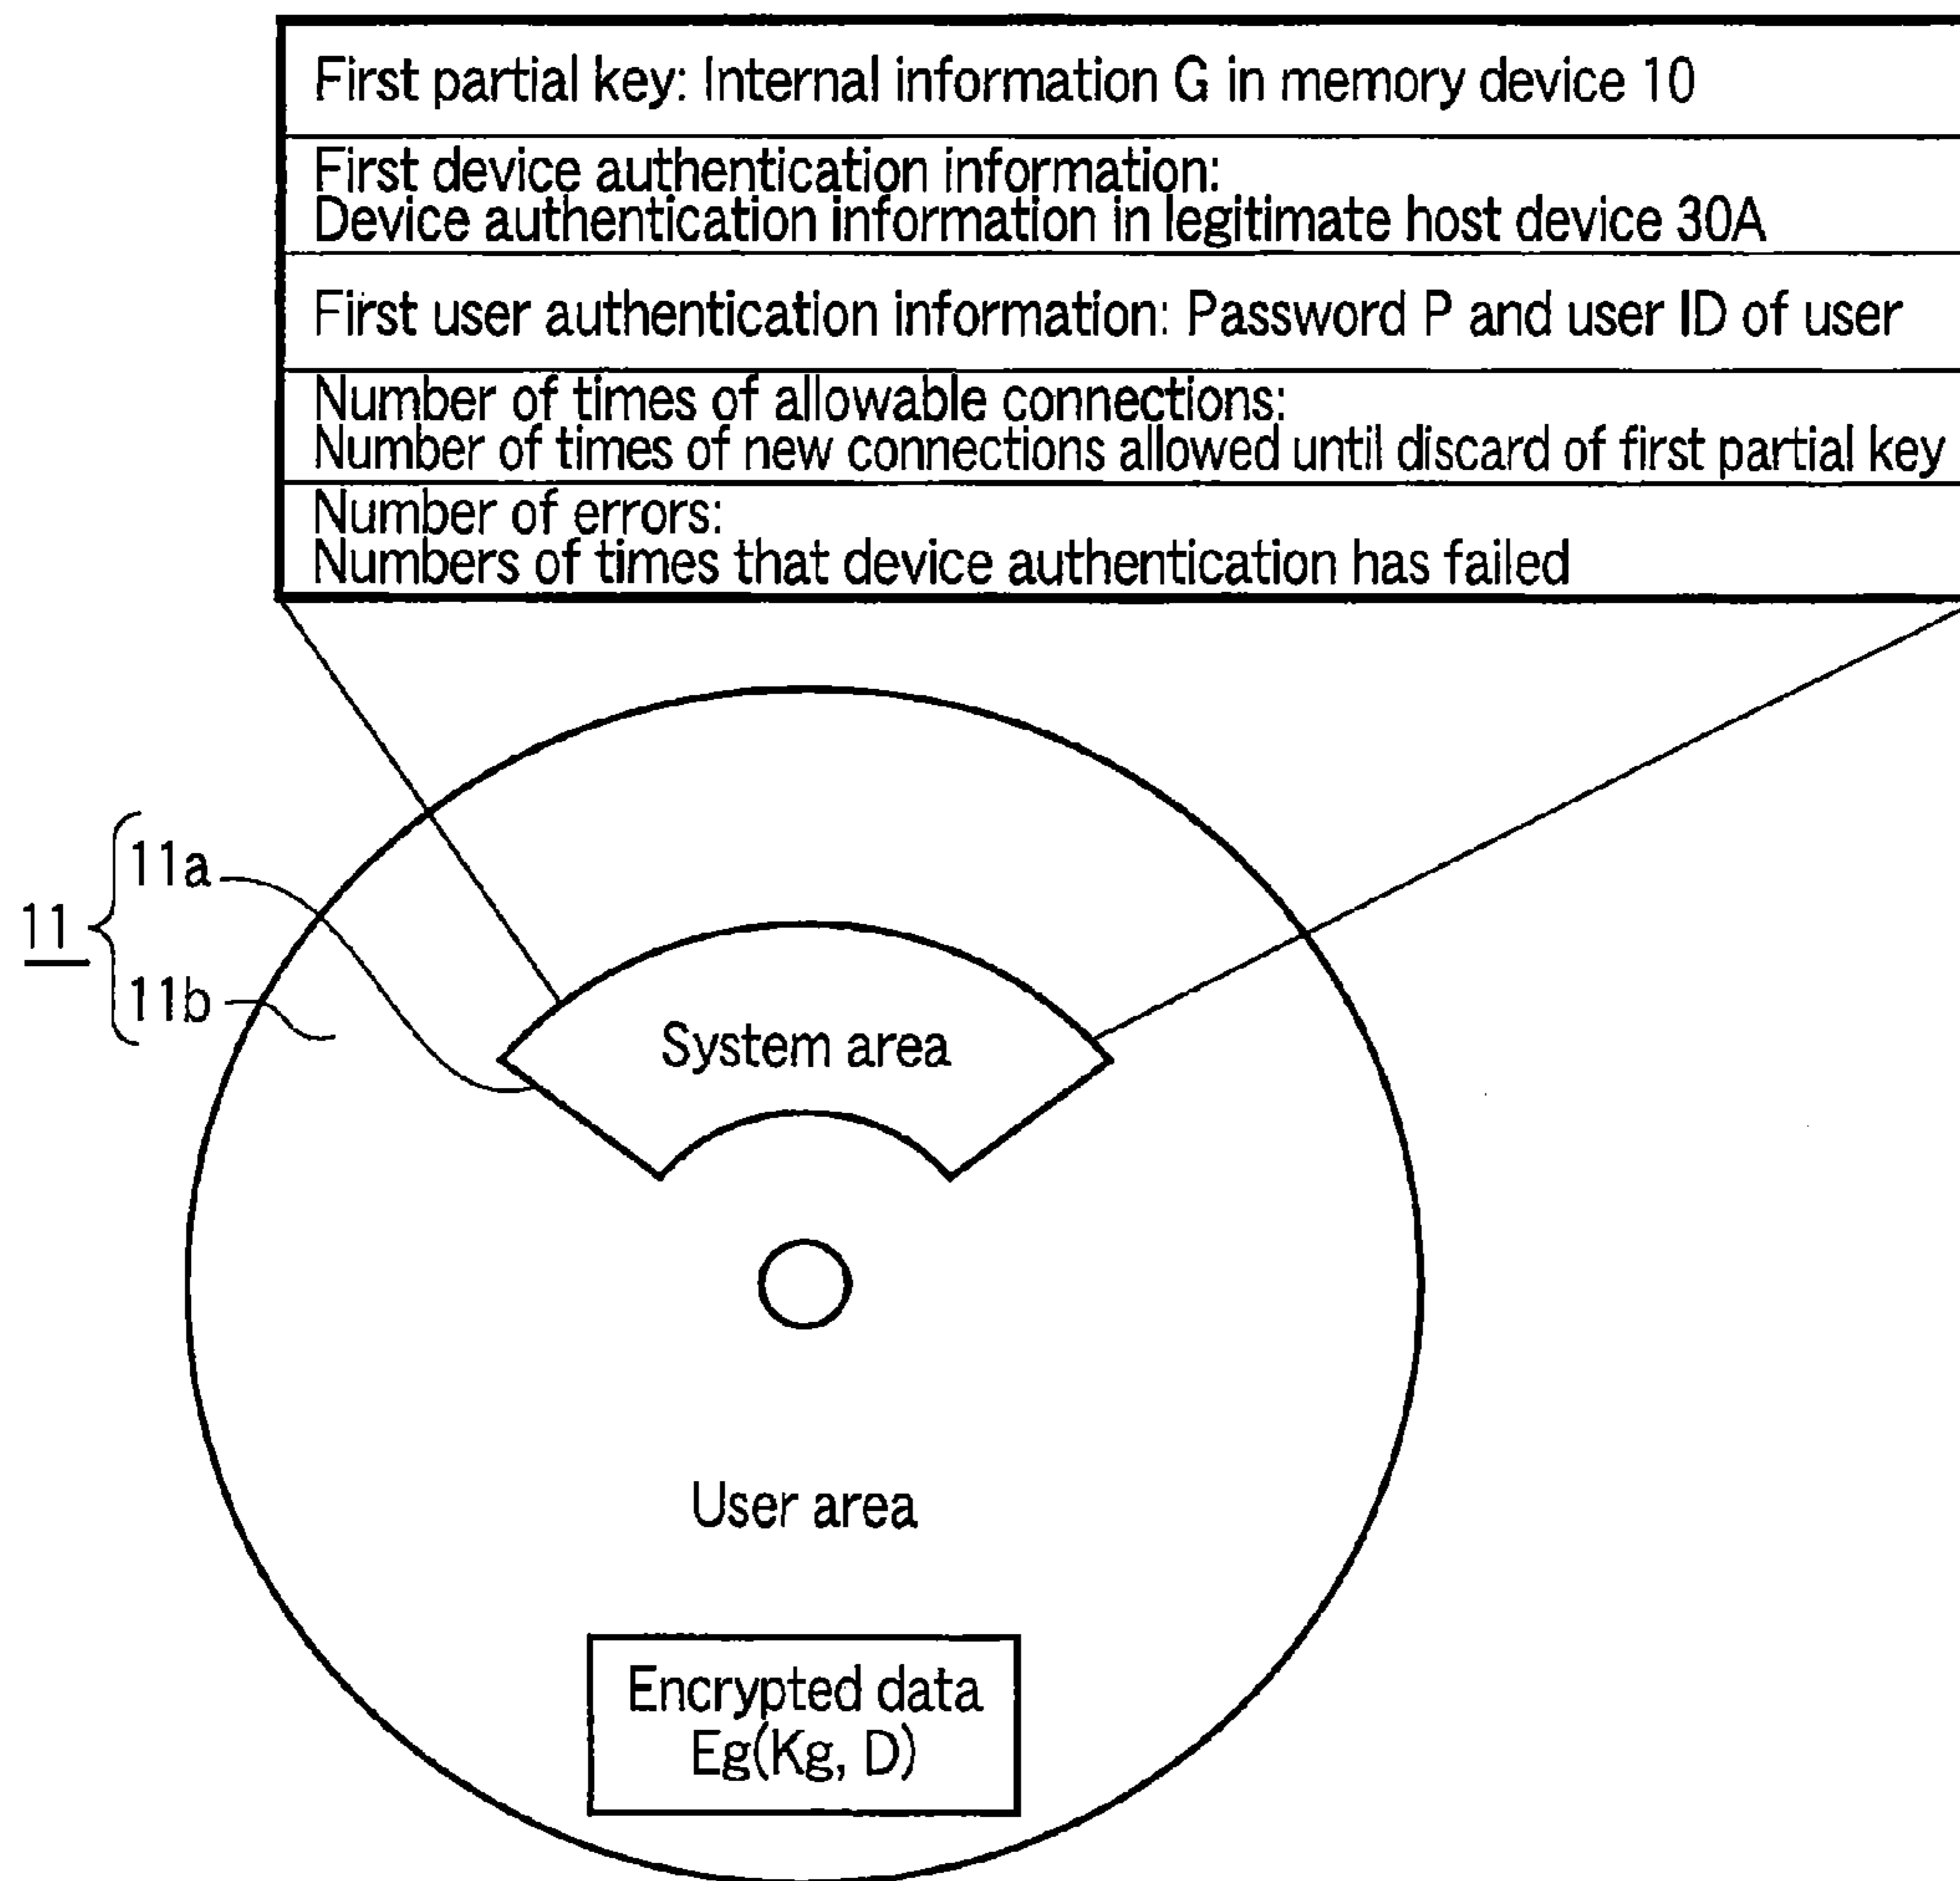 First partial key: Internal information G in memory device 10
First device authentication information:
Device authentication information in legitimate host device 30A
First user authentication information: Password P and user ID of user
Number of times of allowable connections:
Number of times of new connections allowed until discard of first partial key
Number of errors:
Numbers of times that device authentication has failed
11
11a
11b
System area
User area
Encrypted data
Eg(Kg, D)